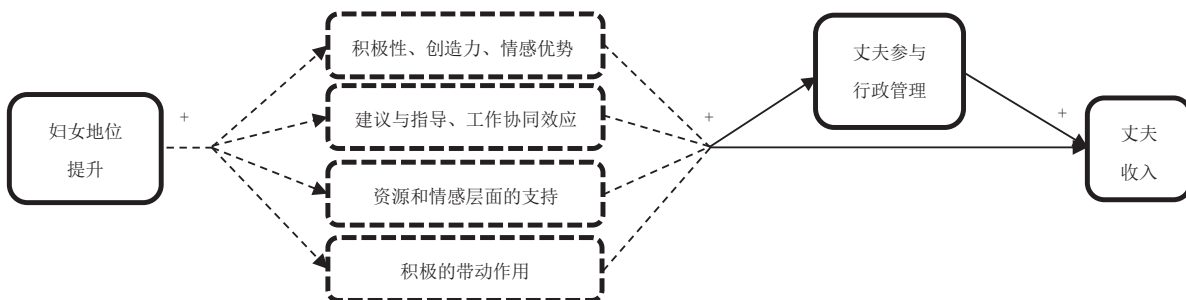 妇女地位
提升
+
积极性、创造力、情感优势
建议与指导、工作协同效应
资源和情感层面的支持
积极的带动作用
+
丈夫参与
行政管理
+
丈夫
收入